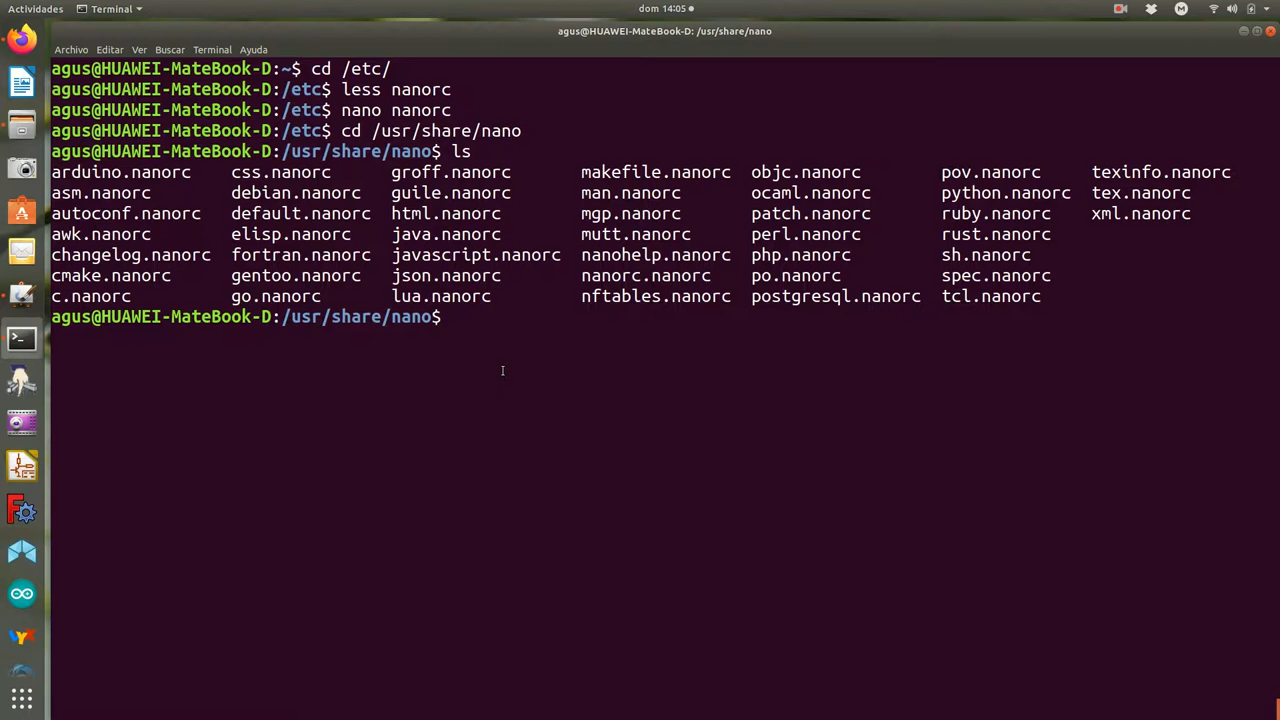 Actividades Terminal dom 14:05
agus@HUAWEI-MateBook-D: /usr/share/nano
Archivo Editar Ver Buscar Terminal Ayuda
agus@HUAWEI-MateBook-D:~$ cd /etc/
agus@HUAWEI-MateBook-D:/etc$ less nanorc
agus@HUAWEI-MateBook-D:/etc$ nano nanorc
agus@HUAWEI-MateBook-D:/etc$ cd /usr/share/nano
agus@HUAWEI-MateBook-D:/usr/share/nano$ ls
arduino.nanorc css.nanorc groff.nanorc makefile.nanorc objc.nanorc pov.nanorc texinfo.nanorc
asm.nanorc debian.nanorc guile.nanorc man.nanorc ocaml.nanorc python.nanorc tex.nanorc
autoconf.nanorc default.nanorc html.nanorc mgp.nanorc patch.nanorc ruby.nanorc xml.nanorc
awk.nanorc elisp.nanorc java.nanorc mutt.nanorc perl.nanorc rust.nanorc
changelog.nanorc fortran.nanorc javascript.nanorc nanohelp.nanorc php.nanorc sh.nanorc
cmake.nanorc gentoo.nanorc json.nanorc nanorc.nanorc po.nanorc spec.nanorc
c.nanorc go.nanorc lua.nanorc nftables.nanorc postgresql.nanorc tcl.nanorc
agus@HUAWEI-MateBook-D:/usr/share/nano$